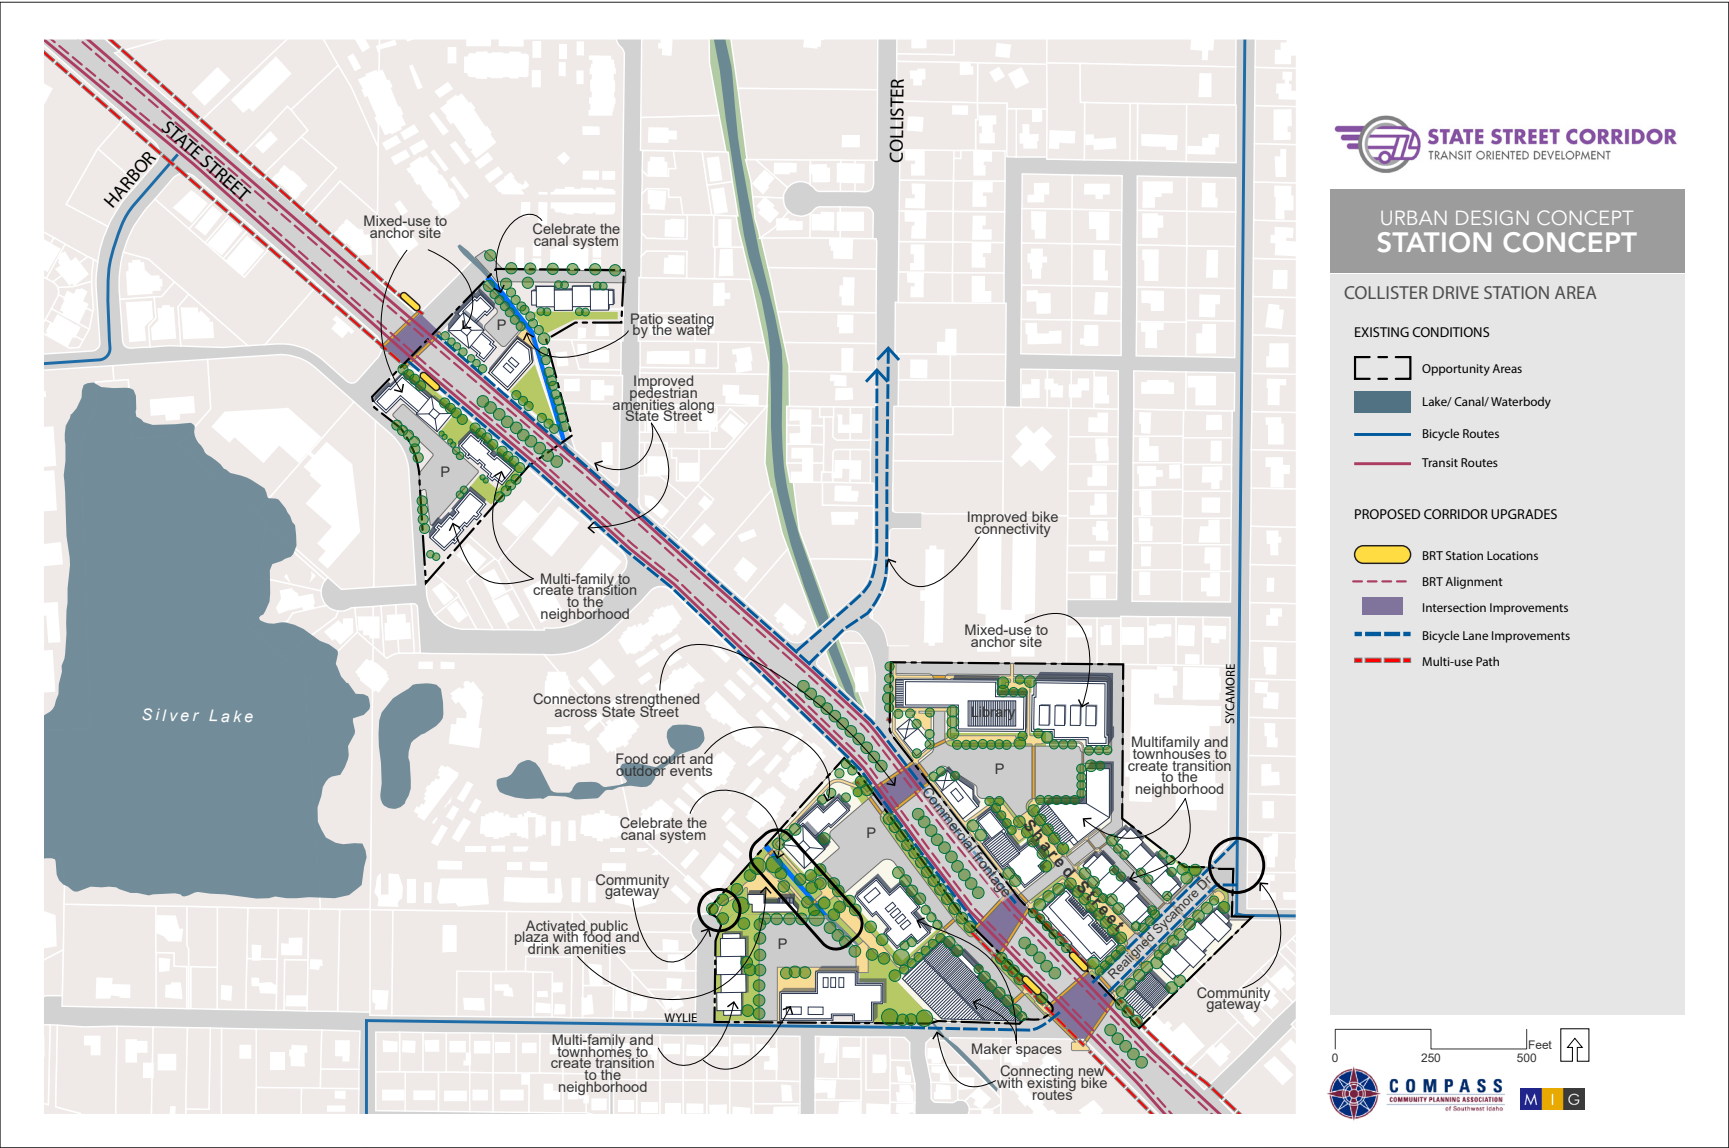 STATE STREET
HARBOR
COLLISTER
Mixed-use to
anchor site
Celebrate the
canal system
Patio seating
by the water
Improved
pedestrian
amenities along
State Street
P
P
Multi-family to
create transition
to the
neighborhood
Improved bike
connectivity
Mixed-use to
anchor site
Silver Lake
Connectons strengthened
across State Street
Food court and
outdoor events
Celebrate the
canal system
Community
gateway
Activated public
plaza with food and
drink amenities
WYLIE
Multi-family and
townhomes to
create transition
to the
neighborhood
Library
P
P
P
Commercial frontage
Shared Street
Realigned Sycamore Dr
SYCAMORE
Multifamily and
townhouses to
create transition
to the
neighborhood
Community
gateway
Maker spaces
Connecting new
with existing bike
routes
STATE STREET CORRIDOR
TRANSIT ORIENTED DEVELOPMENT
URBAN DESIGN CONCEPT
STATION CONCEPT
COLLISTER DRIVE STATION AREA
EXISTING CONDITIONS
Opportunity Areas
Lake/ Canal/ Waterbody
Bicycle Routes
Transit Routes
PROPOSED CORRIDOR UPGRADES
BRT Station Locations
BRT Alignment
Intersection Improvements
Bicycle Lane Improvements
Multi-use Path
Feet
0 250 500
COMPASS
COMMUNITY PLANNING ASSOCIATION
of Southwest Idaho
M I G